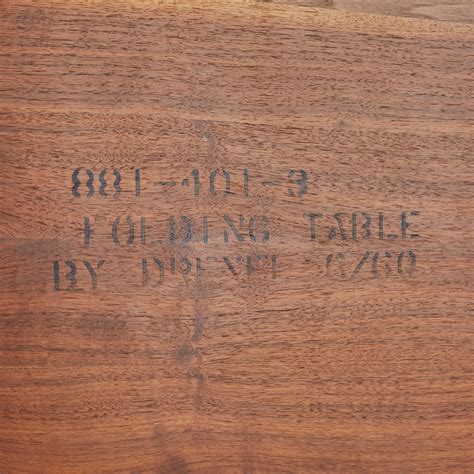 881-401-3
FOLDING TABLE
BY DREXEL 6/60